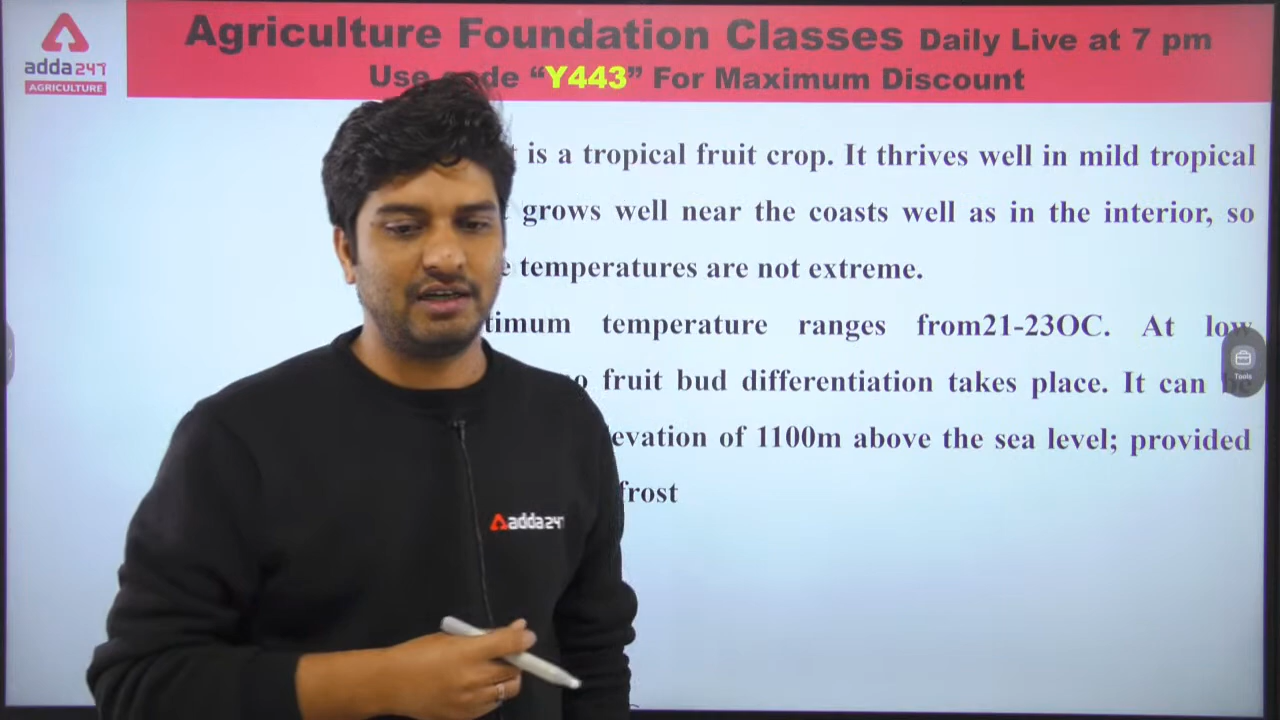 Agriculture Foundation Classes Daily Live at 7 pm
adda247
AGRICULTURE
Use code “Y443” For Maximum Discount
is a tropical fruit crop. It thrives well in mild tropical
grows well near the coasts well as in the interior, so
temperatures are not extreme.
temperature ranges from21-23OC. At low
fruit bud differentiation takes place. It can be
of 1100m above the sea level; provided
frost
Tools
adda247